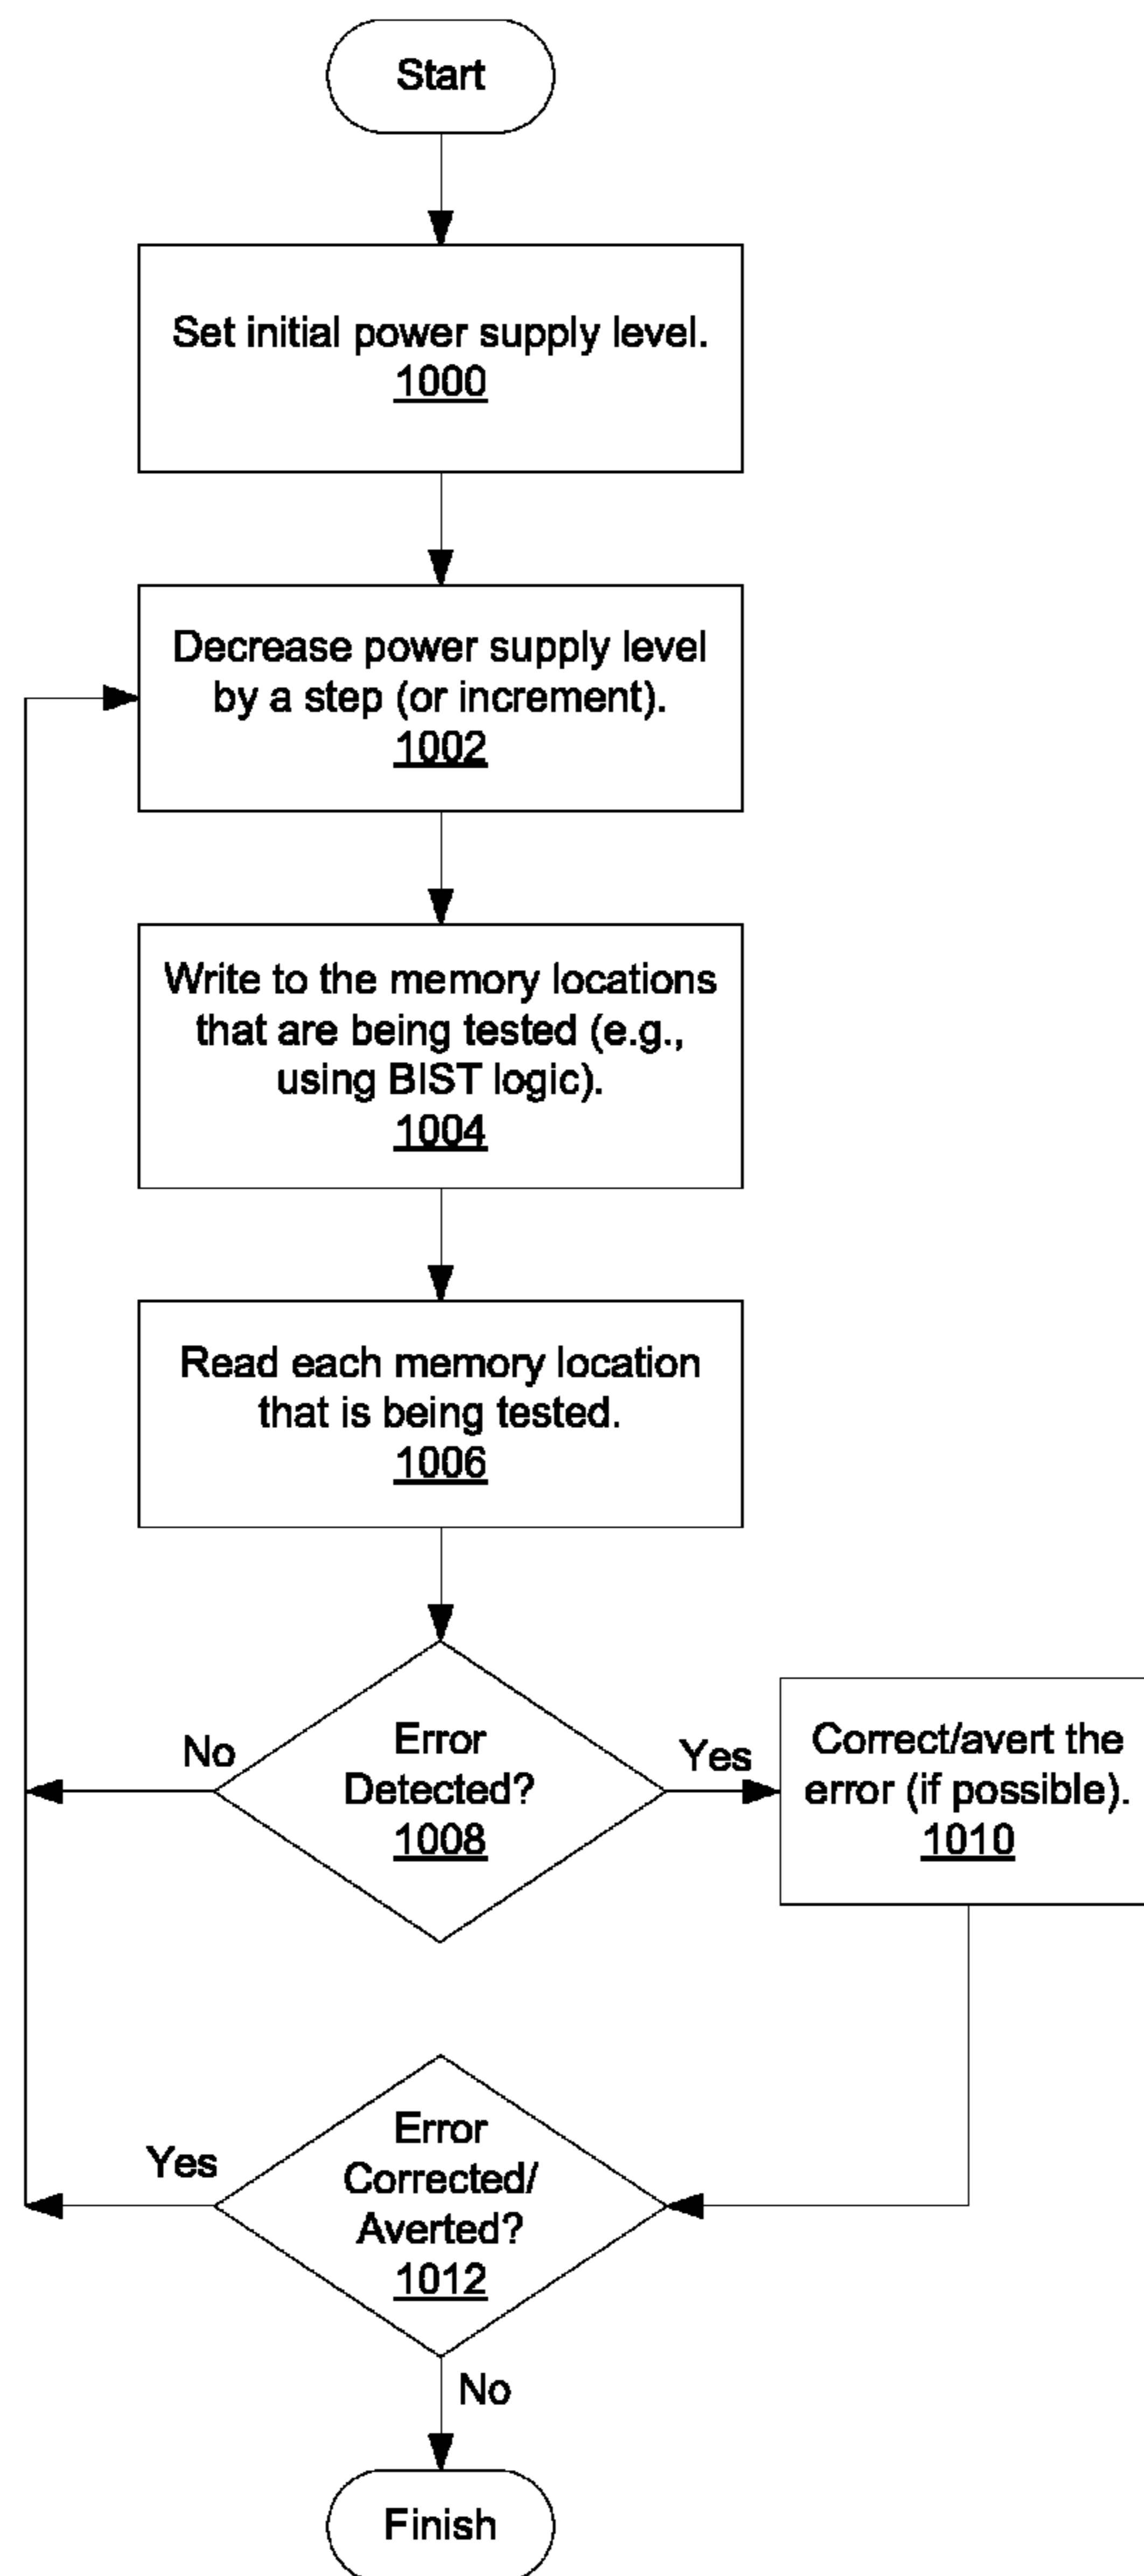 Start
Set initial power supply level.
1000
Decrease power supply level
by a step (or increment).
1002
Write to the memory locations
that are being tested (e.g.,
using BIST logic).
1004
Read each memory location
that is being tested.
1006
No
Error
Detected?
1008
Yes
Correct/avert the
error (if possible).
1010
Yes
Error
Corrected/
Averted?
1012
No
Finish